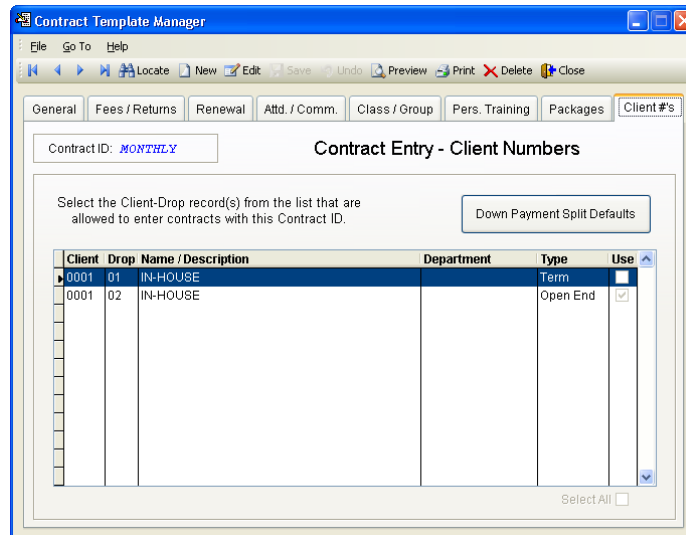 Contract Template Manager
File Go To Help
Locate New Edit Save Undo Preview Print Delete Close
General Fees / Returns Renewal Attd. / Comm. Class / Group Pers. Training Packages Client #'s
Contract ID: MONTHLY
Contract Entry - Client Numbers
Select the Client-Drop record(s) from the list that are
allowed to enter contracts with this Contract ID.
Down Payment Split Defaults
Client Drop Name / Description Department Type Use
0001 01 IN-HOUSE Term
0001 02 IN-HOUSE Open End
Select All